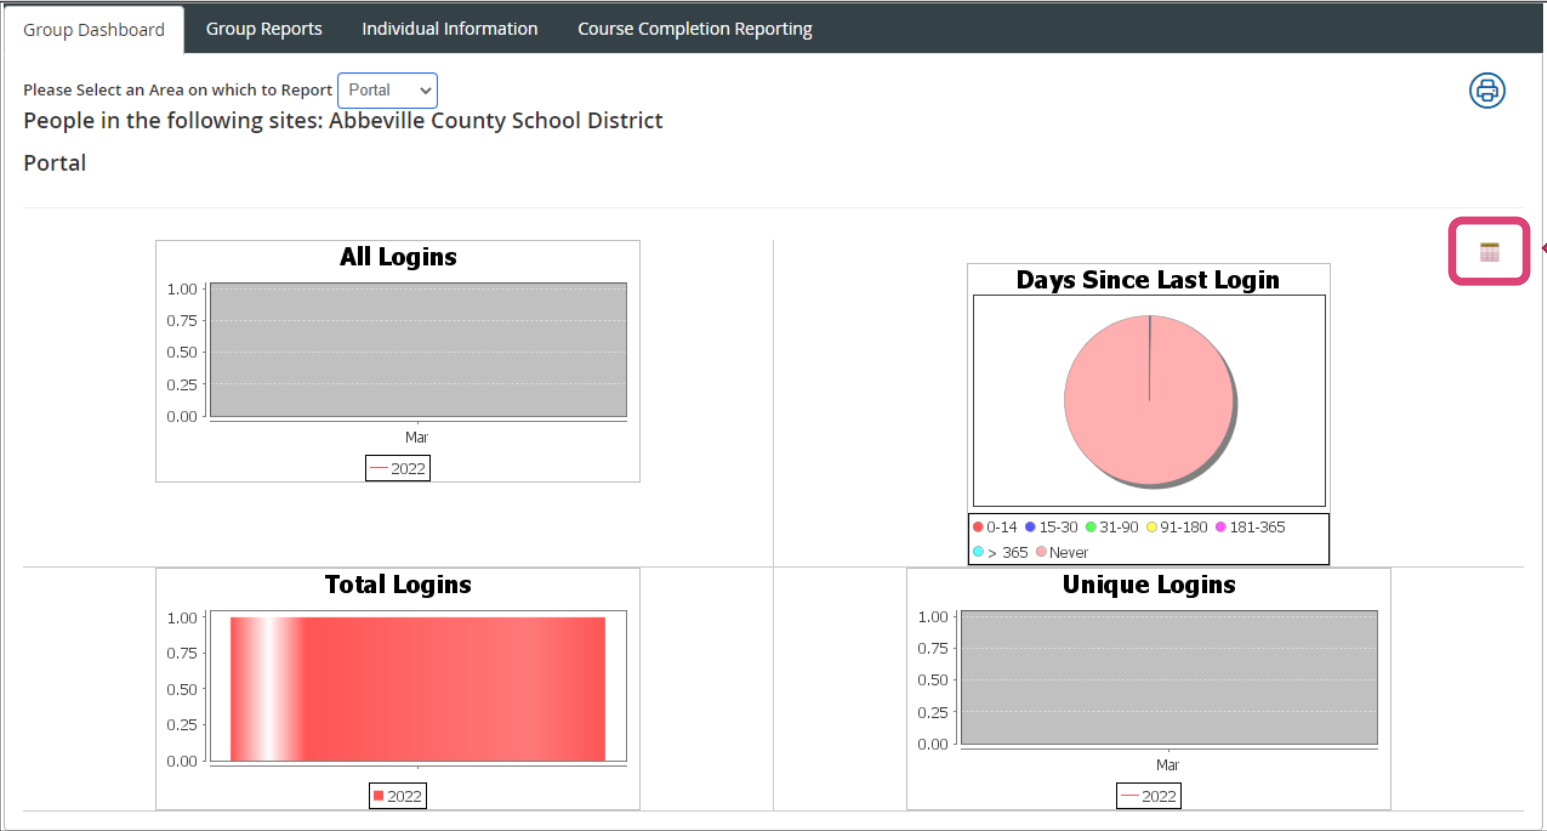 Group Dashboard Group Reports Individual Information Course Completion Reporting
Please Select an Area on which to Report Portal
People in the following sites: Abbeville County School District
Portal
All Logins
1.00
0.75
0.50
0.25
0.00
Mar
2022
Days Since Last Login
0-14 15-30 31-90 91-180 181-365
> 365 Never
Total Logins
1.00
0.75
0.50
0.25
0.00
2022
Unique Logins
1.00
0.75
0.50
0.25
0.00
Mar
2022